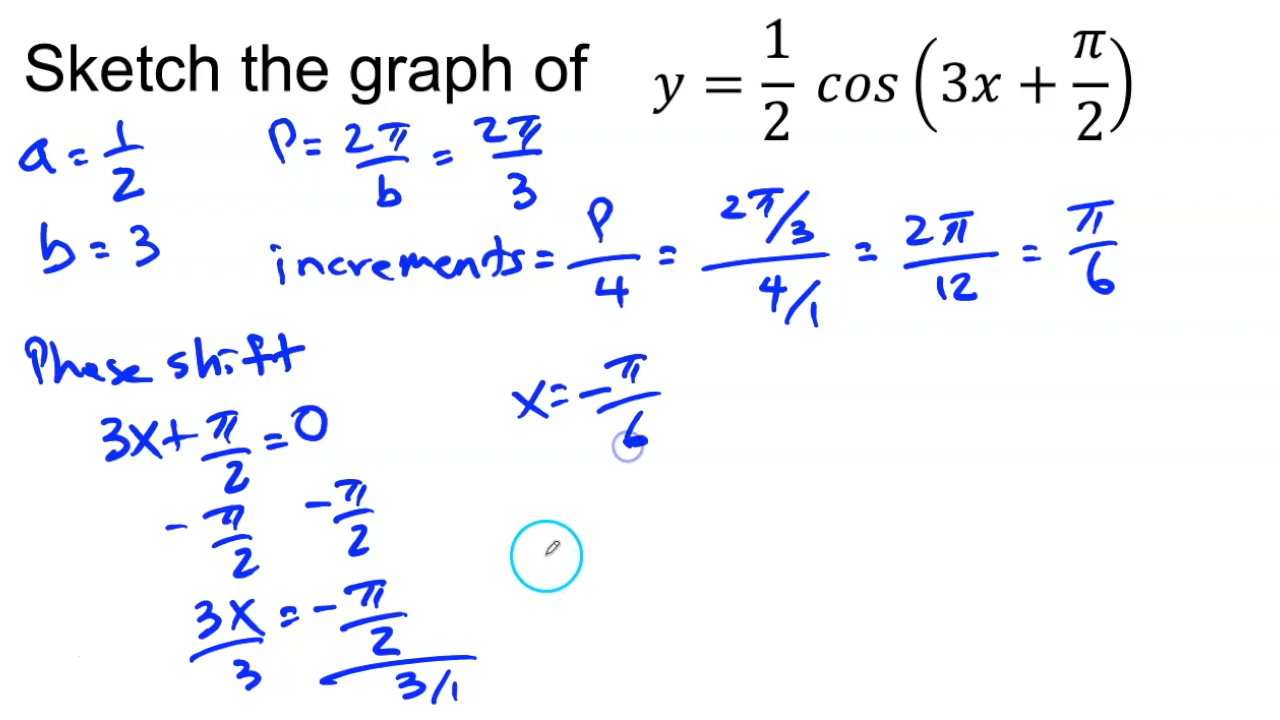 Sketch the graph of y = 1/2 cos (3x + π/2)
a = 1/2
P = 2π/b = 2π/3
b = 3
increments = P/4 = (2π/3)/(4/1) = 2π/12 = π/6
Phase shift
x = -π/6
3x + π/2 = 0
- π/2 - π/2
3x/3 = (-π/2)/(3/1)